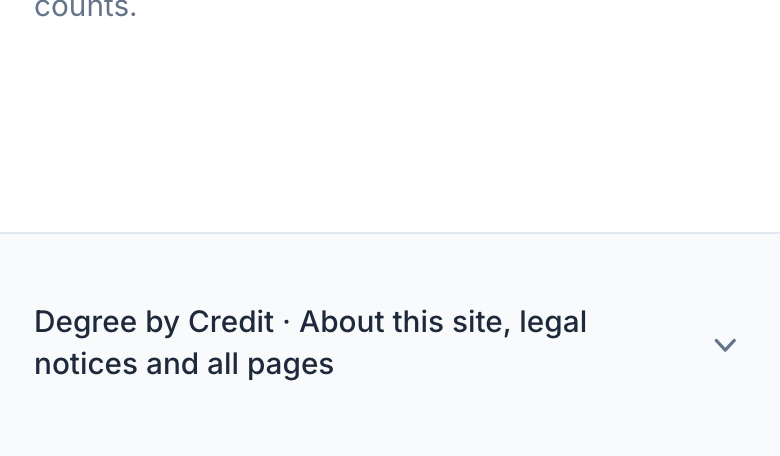 counts.
Degree by Credit · About this site, legal
notices and all pages